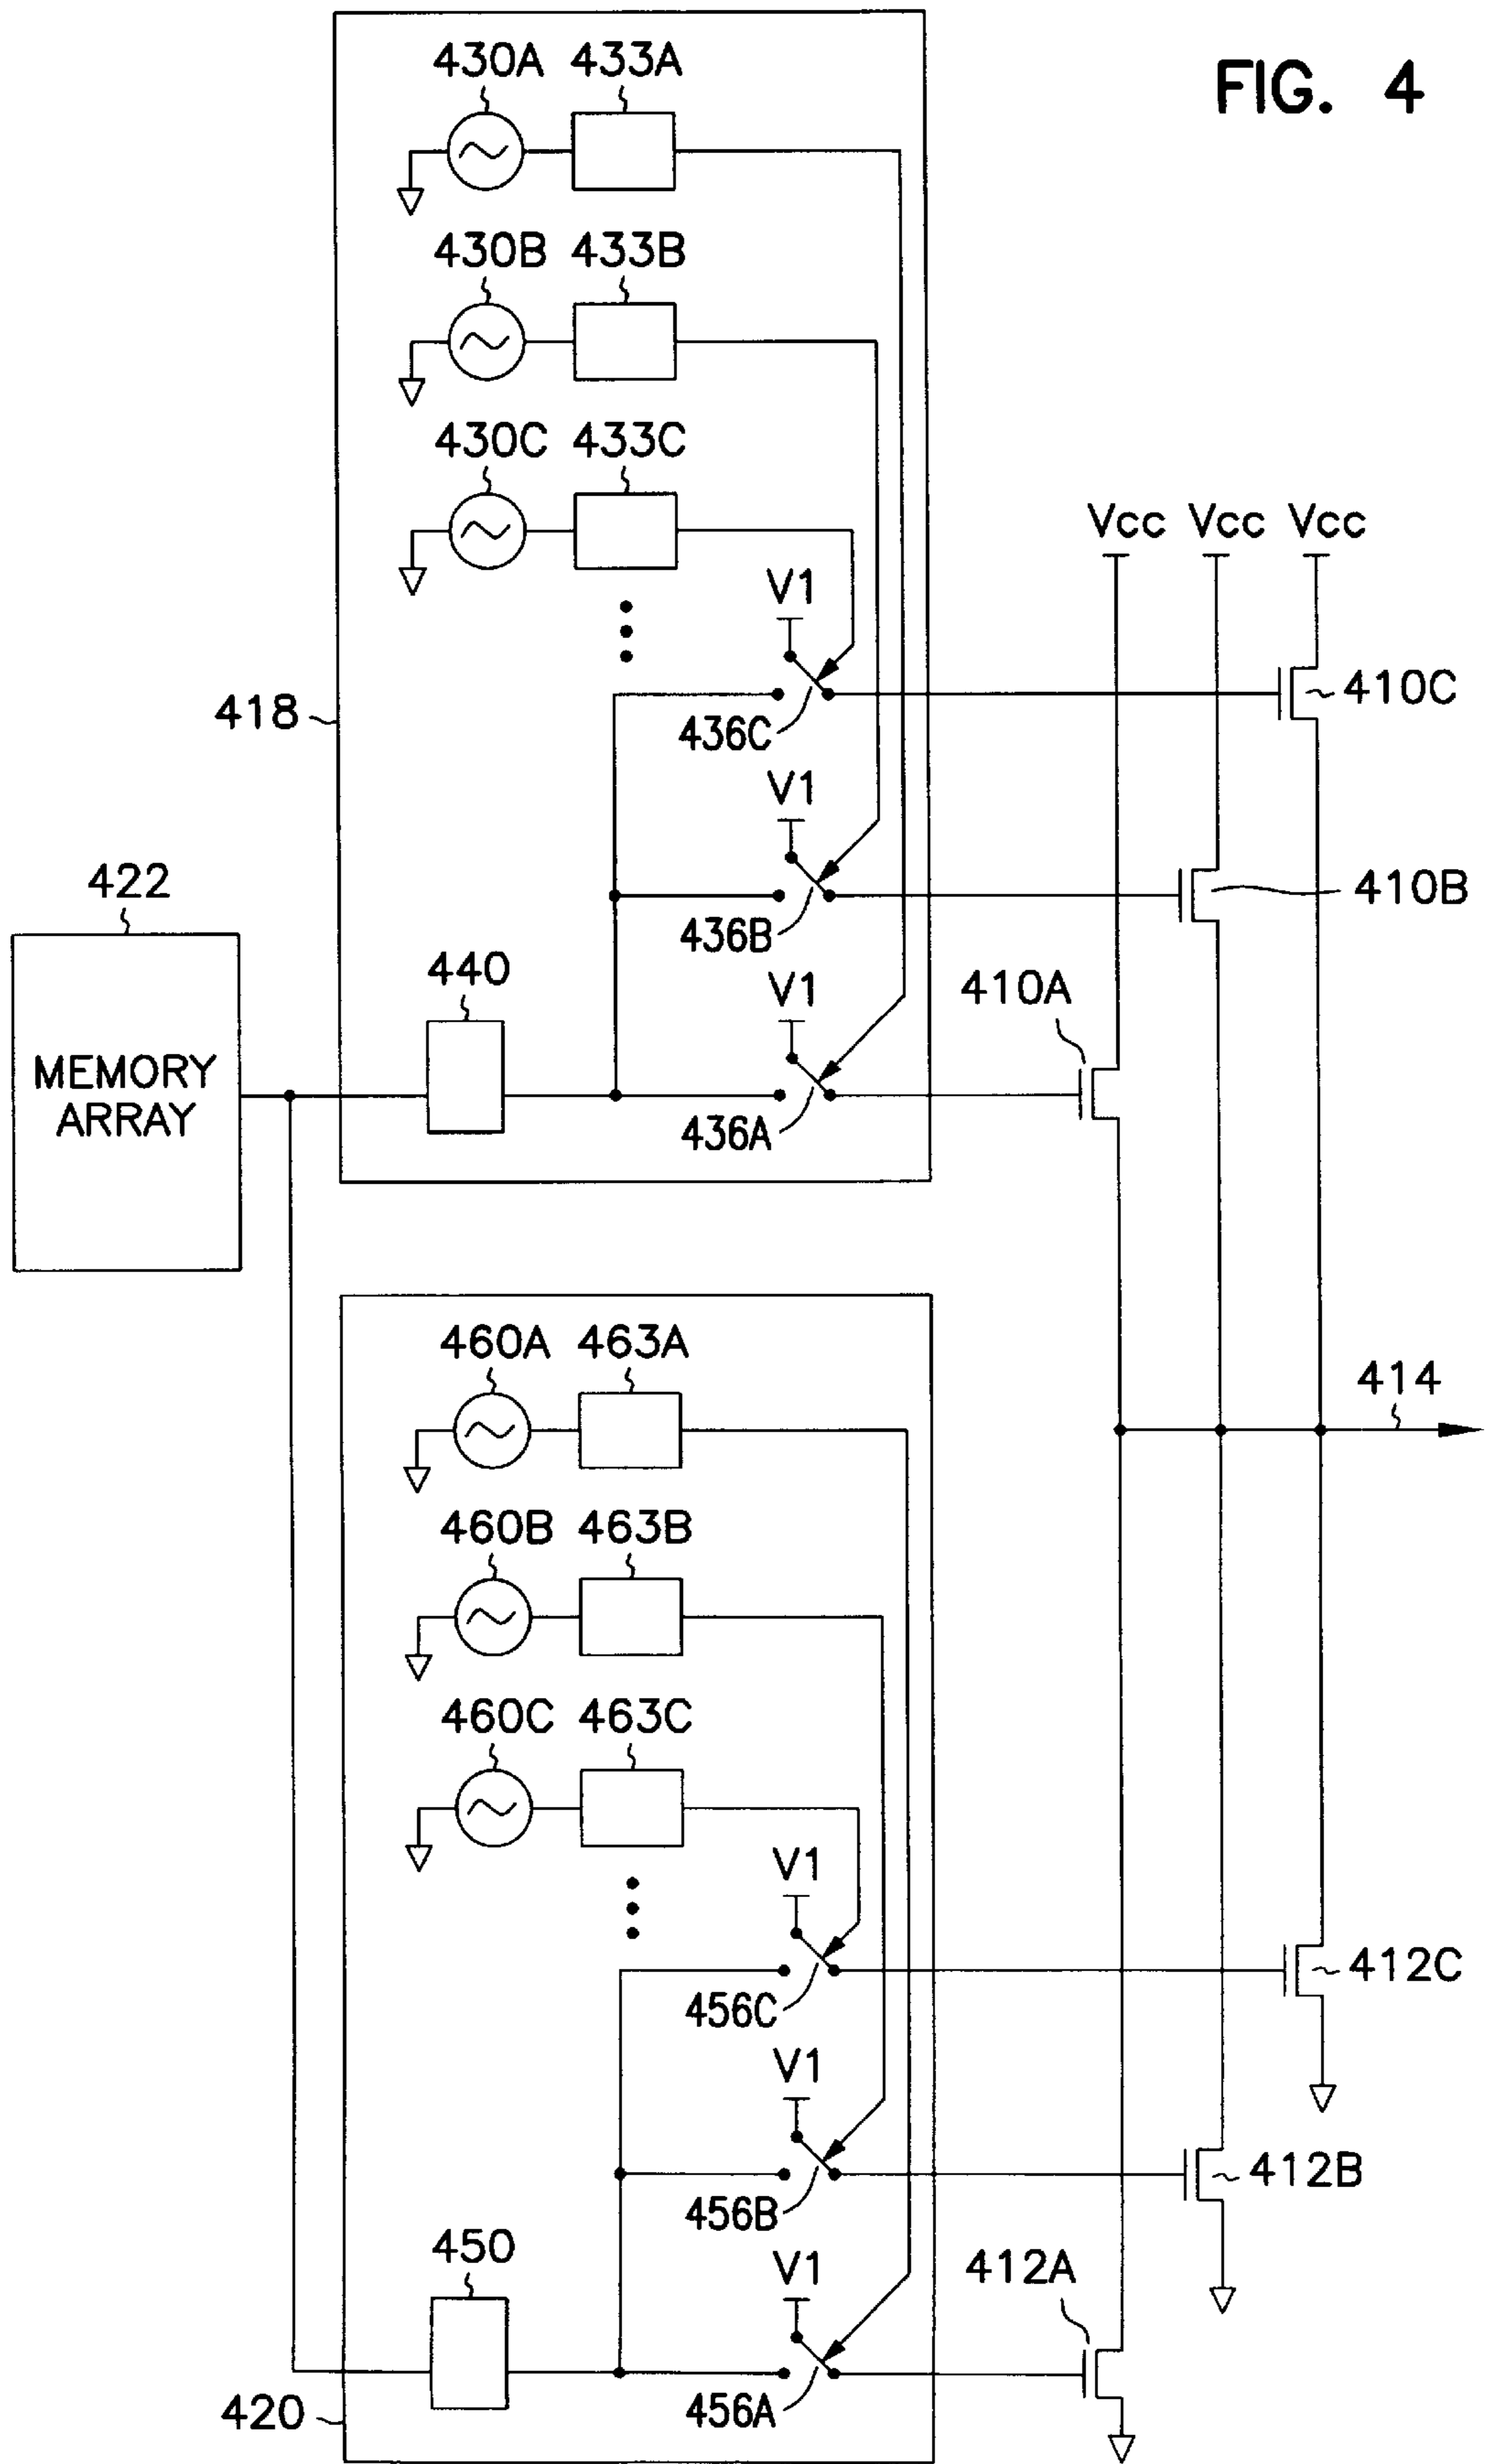 FIG. 4
430A 433A
430B 433B
430C 433C
Vcc Vcc Vcc
V1
410C
418
436C
V1
422
410B
436B
440
V1
410A
MEMORY
ARRAY
436A
460A 463A
414
460B 463B
460C 463C
V1
412C
456C
V1
412B
456B
450
V1
412A
420
456A